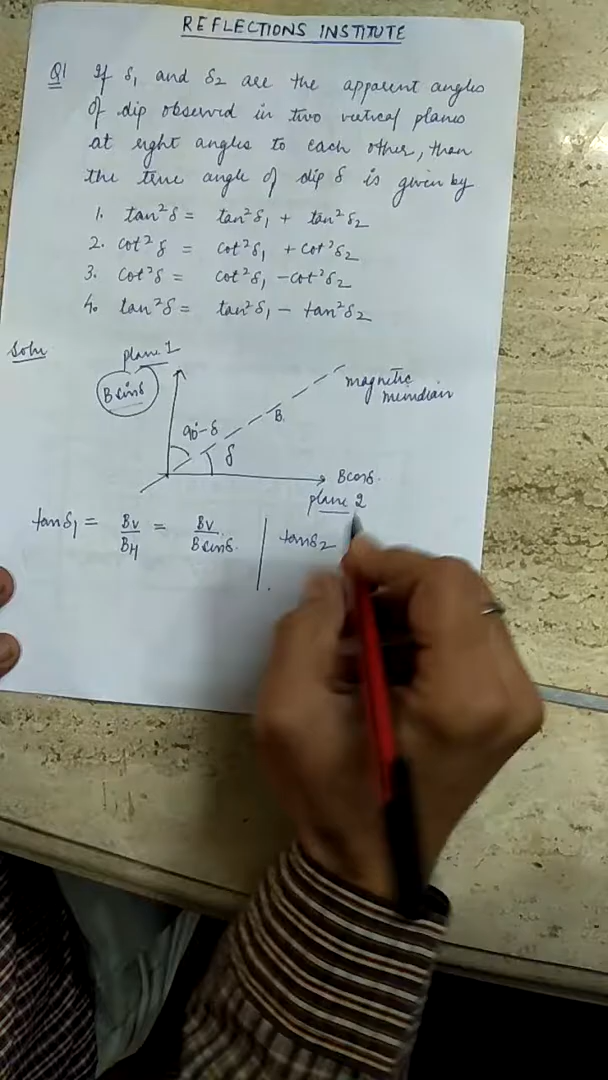 REFLECTIONS INSTITUTE
Q1 If δ₁ and δ₂ are the apparent angles
of dip observed in two vertical planes
at right angles to each other, then
the true angle of dip δ is given by
1. tan²δ = tan²δ₁ + tan²δ₂
2. cot²δ = cot²δ₁ + cot²δ₂
3. cot²δ = cot²δ₁ - cot²δ₂
4. tan²δ = tan²δ₁ - tan²δ₂
Soln
plane 1
B sinδ
magnetic
meridian
B
90-δ
δ
B cosδ
plane 2
tanδ₁ = Bv/BH = Bv/B sinδ
tanδ₂